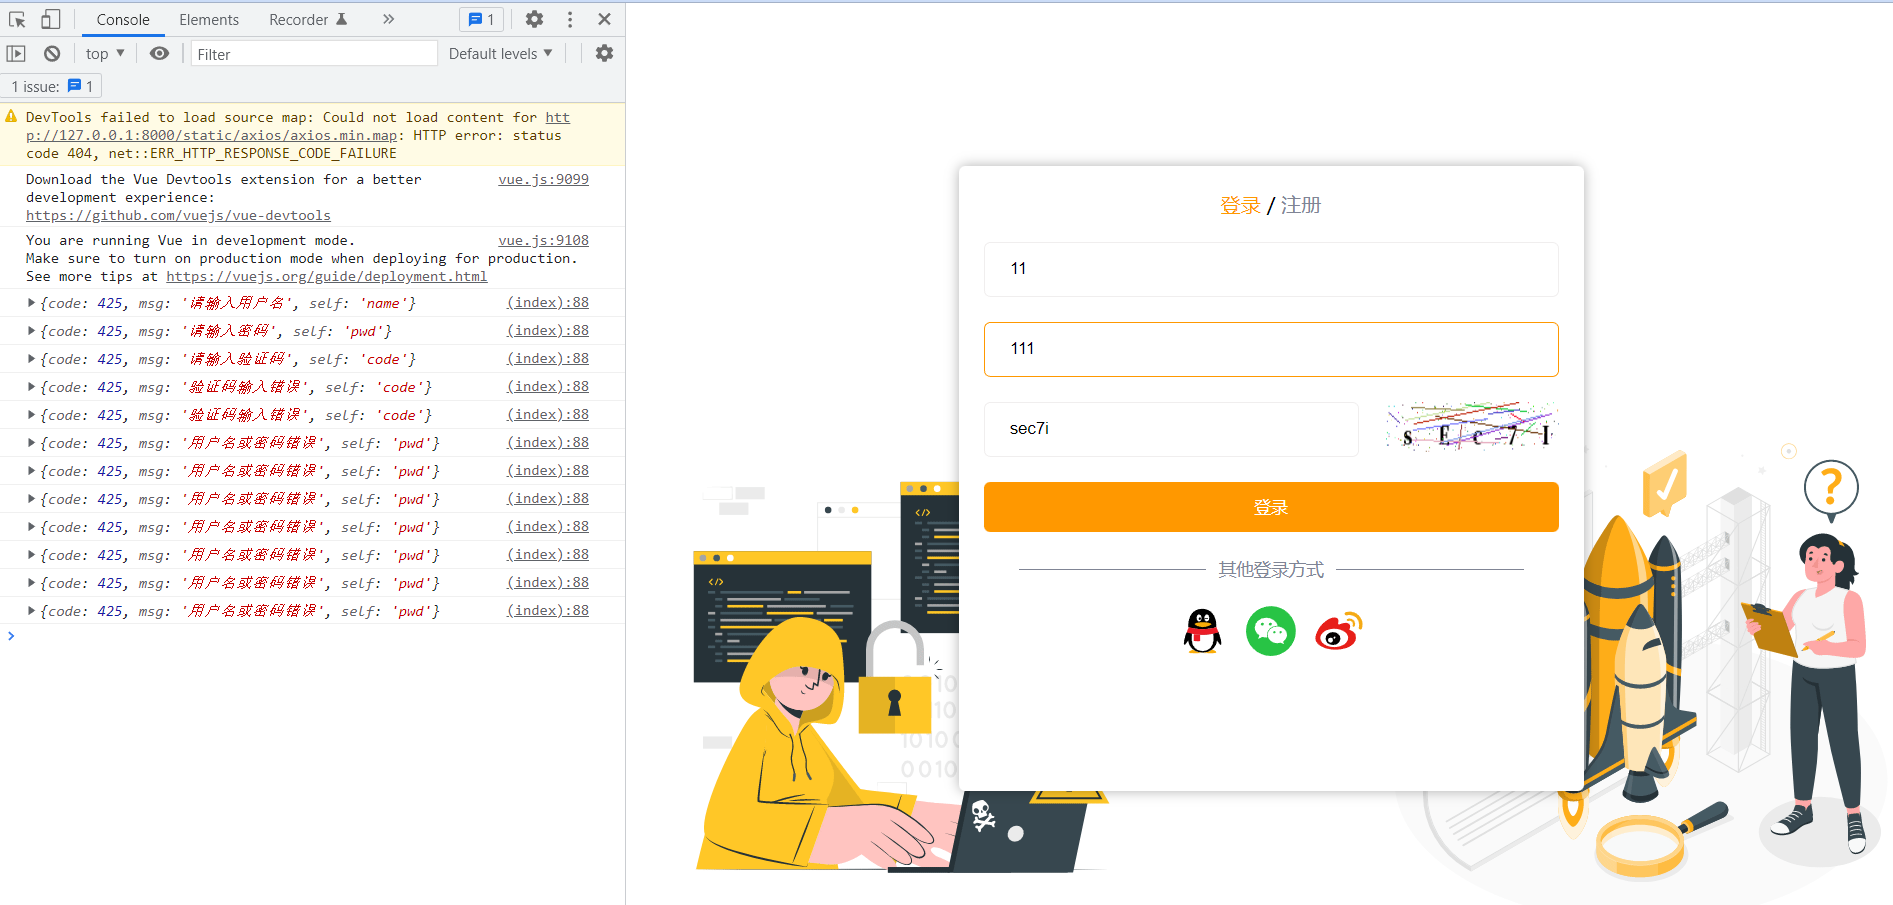 Console Elements Recorder 1
top Filter Default levels
1 issue: 1
DevTools failed to load source map: Could not load content for htt
p://127.0.0.1:8000/static/axios/axios.min.map: HTTP error: status
code 404, net::ERR_HTTP_RESPONSE_CODE_FAILURE
Download the Vue Devtools extension for a better vue.js:9099
development experience:
https://github.com/vuejs/vue-devtools
You are running Vue in development mode. vue.js:9108
Make sure to turn on production mode when deploying for production.
See more tips at https://vuejs.org/guide/deployment.html
{code: 425, msg: '请输入用户名', self: 'name'} (index):88
{code: 425, msg: '请输入密码', self: 'pwd'} (index):88
{code: 425, msg: '请输入验证码', self: 'code'} (index):88
{code: 425, msg: '验证码输入错误', self: 'code'} (index):88
{code: 425, msg: '验证码输入错误', self: 'code'} (index):88
{code: 425, msg: '用户名或密码错误', self: 'pwd'} (index):88
{code: 425, msg: '用户名或密码错误', self: 'pwd'} (index):88
{code: 425, msg: '用户名或密码错误', self: 'pwd'} (index):88
{code: 425, msg: '用户名或密码错误', self: 'pwd'} (index):88
{code: 425, msg: '用户名或密码错误', self: 'pwd'} (index):88
{code: 425, msg: '用户名或密码错误', self: 'pwd'} (index):88
{code: 425, msg: '用户名或密码错误', self: 'pwd'} (index):88
登录 / 注册
11
111
sec7i
s E c 7 I
登录
其他登录方式